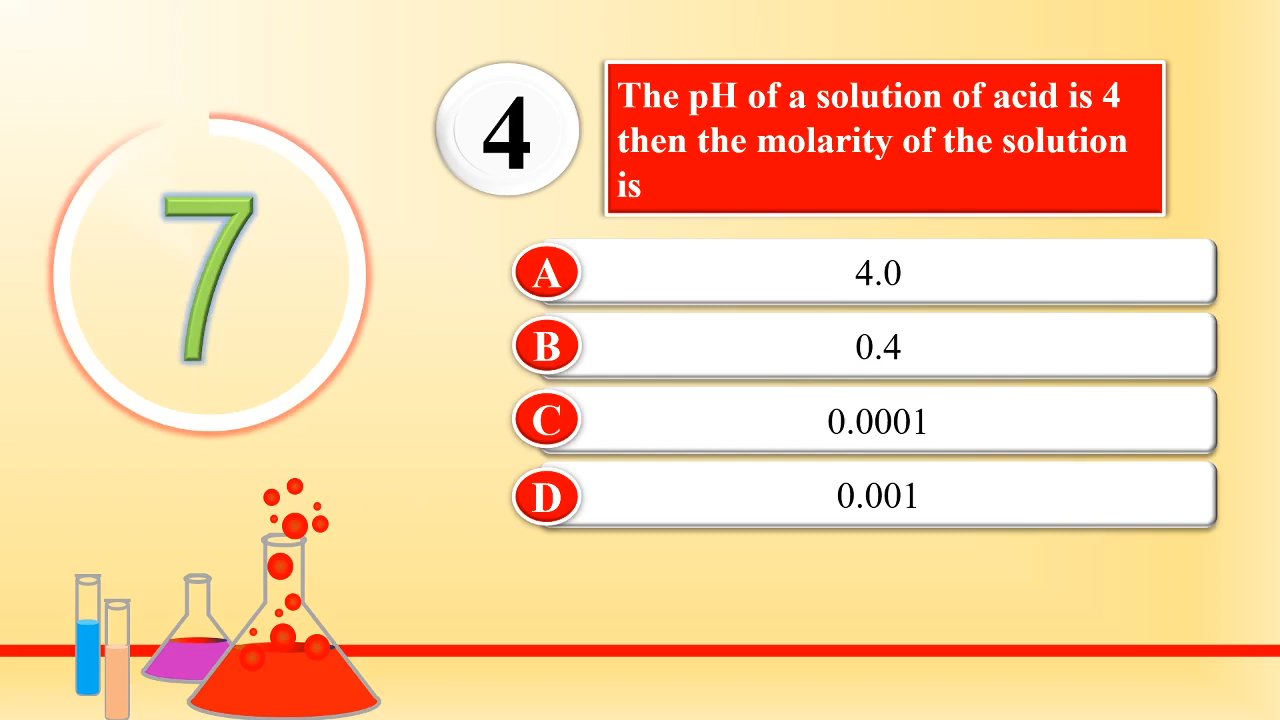 7
4
The pH of a solution of acid is 4
then the molarity of the solution
is
A 4.0
B 0.4
C 0.0001
D 0.001